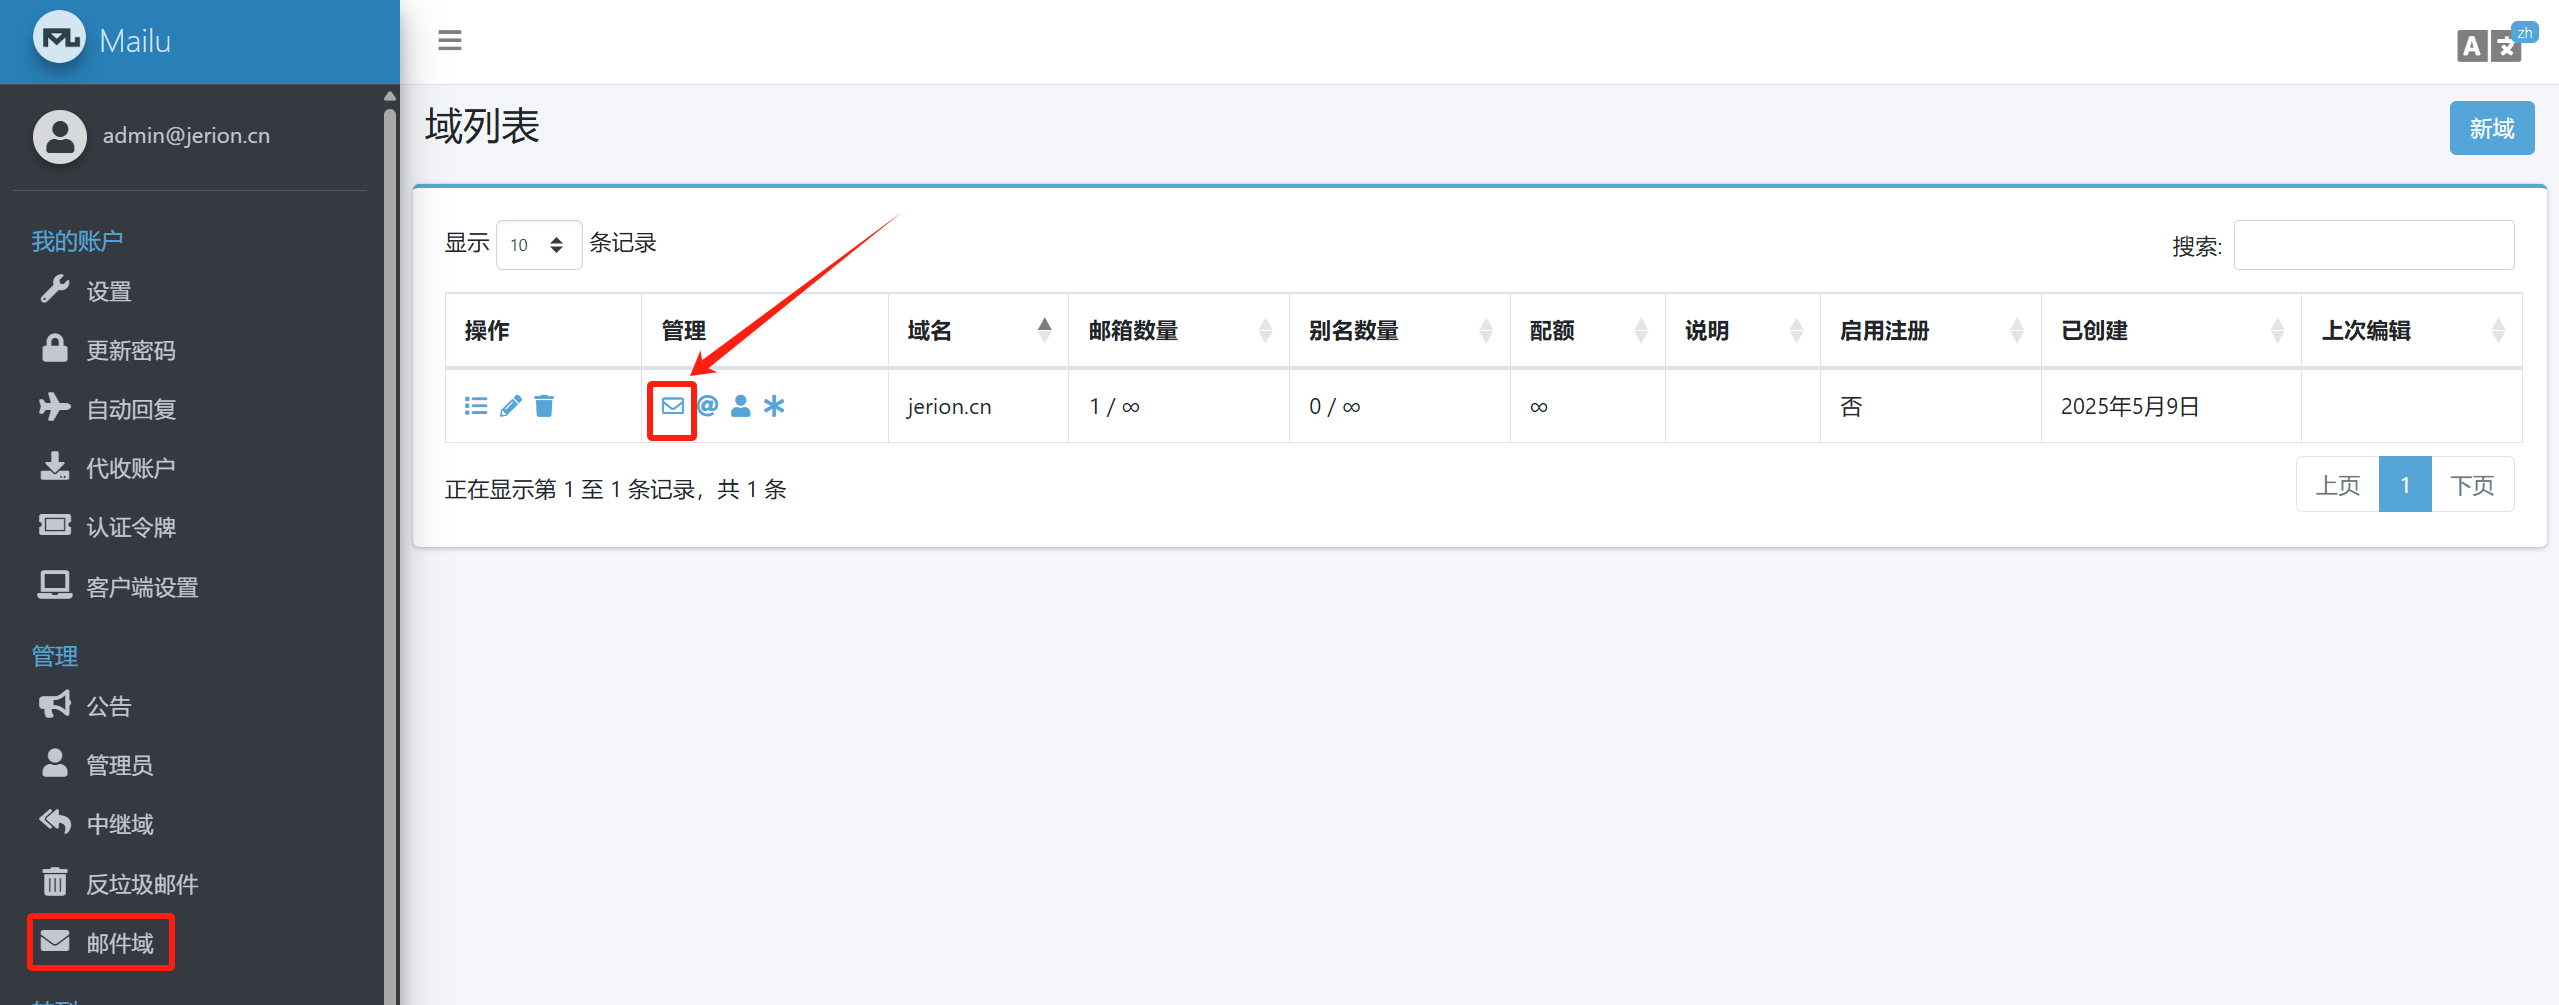 Mailu
zh
admin@jerion.cn
我的账户
设置
更新密码
自动回复
代收账户
认证令牌
客户端设置
管理
公告
管理员
中继域
反垃圾邮件
邮件域
域列表
新域
显示 10 条记录
搜索:
操作 管理 域名 邮箱数量 别名数量 配额 说明 启用注册 已创建 上次编辑
jerion.cn 1 / ∞ 0 / ∞ ∞ 否 2025年5月9日
正在显示第 1 至 1 条记录，共 1 条
上页 1 下页